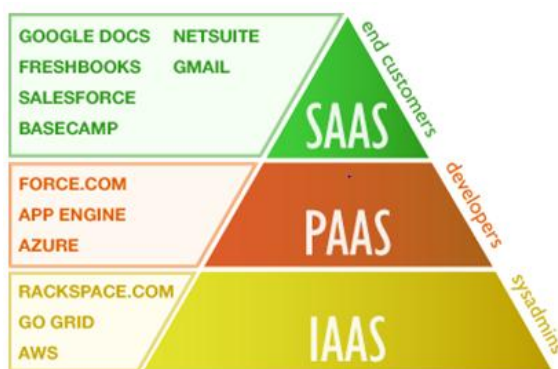 GOOGLE DOCS NETSUITE
FRESHBOOKS GMAIL
SALESFORCE
BASECAMP
SAAS
end customers
FORCE.COM
APP ENGINE
AZURE
PAAS
developers
RACKSPACE.COM
GO GRID
AWS
IAAS
sysadmins